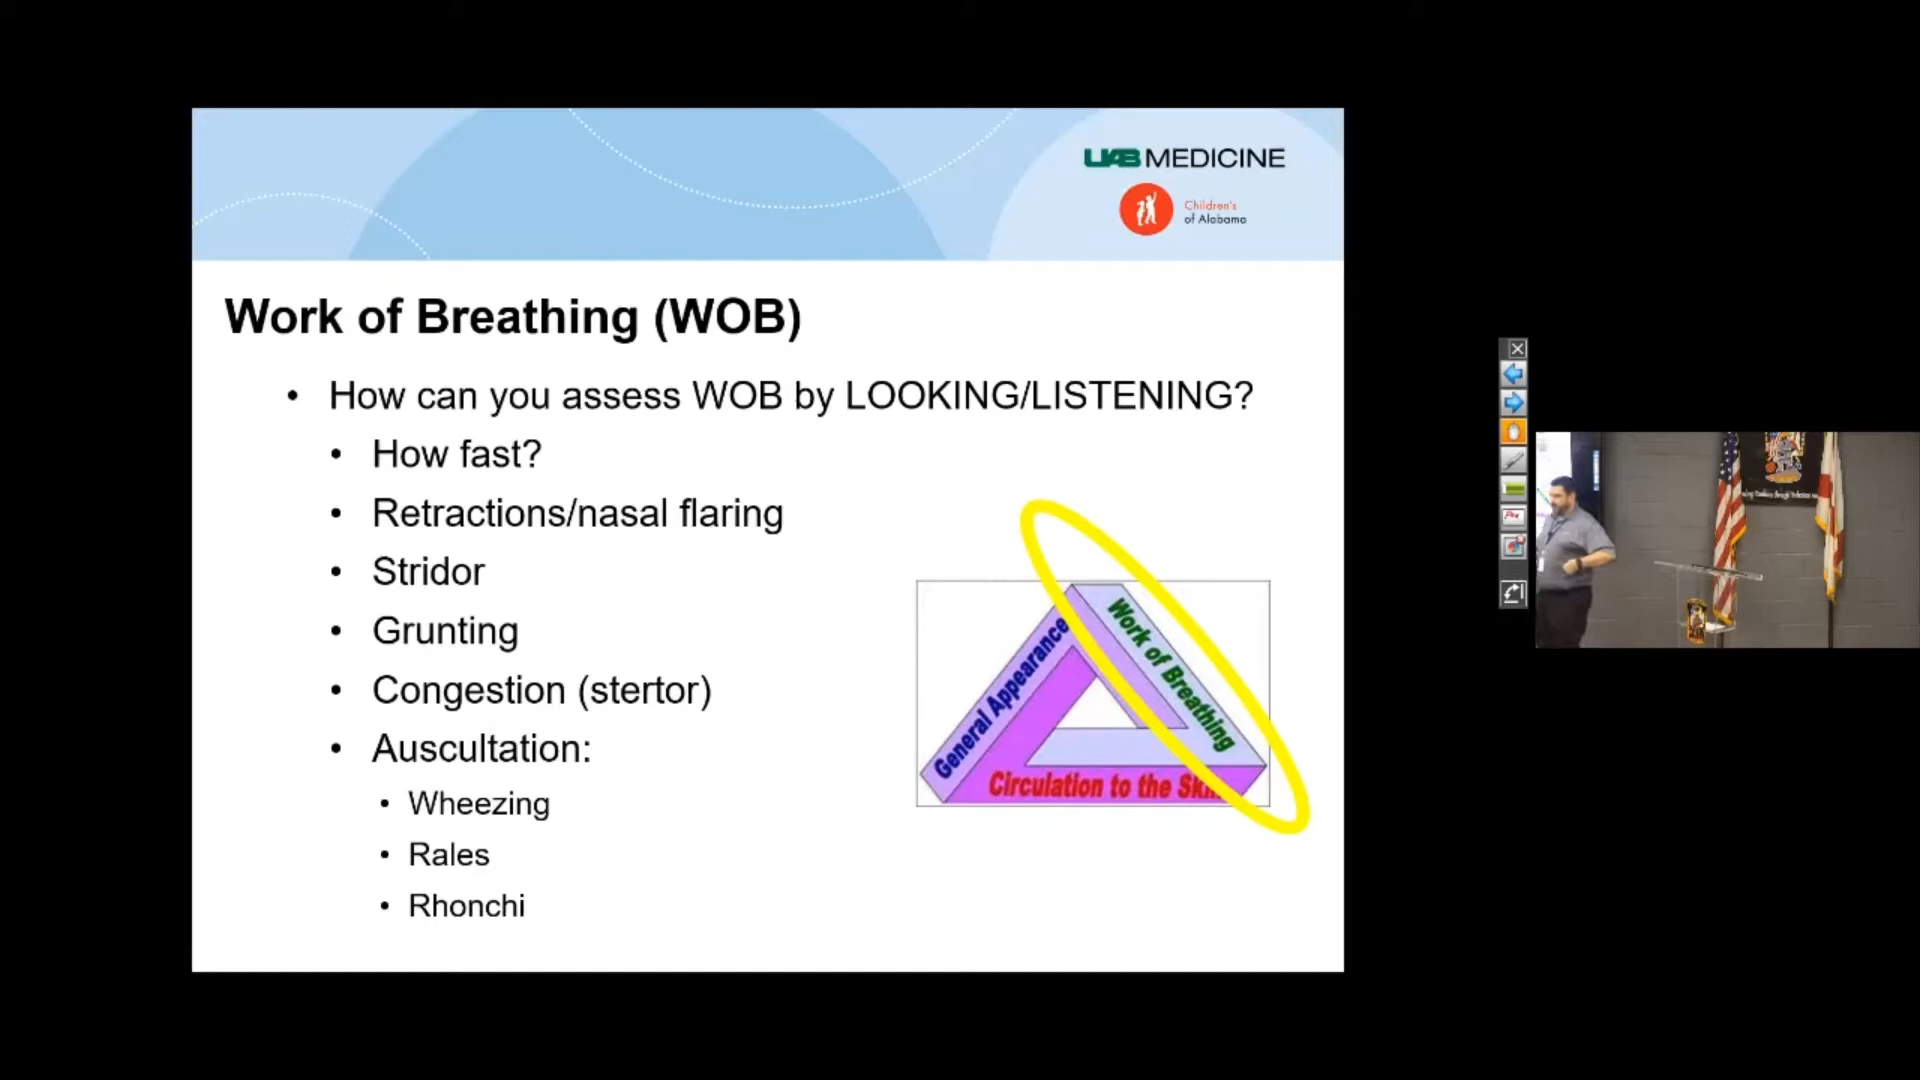 UAB MEDICINE
Children's
of Alabama
Work of Breathing (WOB)
• How can you assess WOB by LOOKING/LISTENING?
• How fast?
• Retractions/nasal flaring
• Stridor
• Grunting
• Congestion (stertor)
• Auscultation:
• Wheezing
• Rales
• Rhonchi
General Appearance
Work of Breathing
Circulation to the Skin
Pen